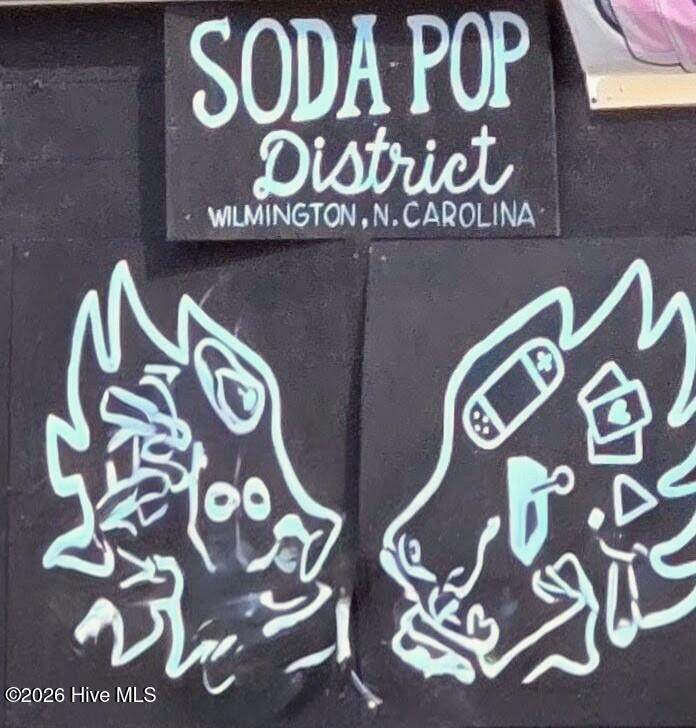 SODA POP
District
WILMINGTON, N. CAROLINA
©2026 Hive MLS